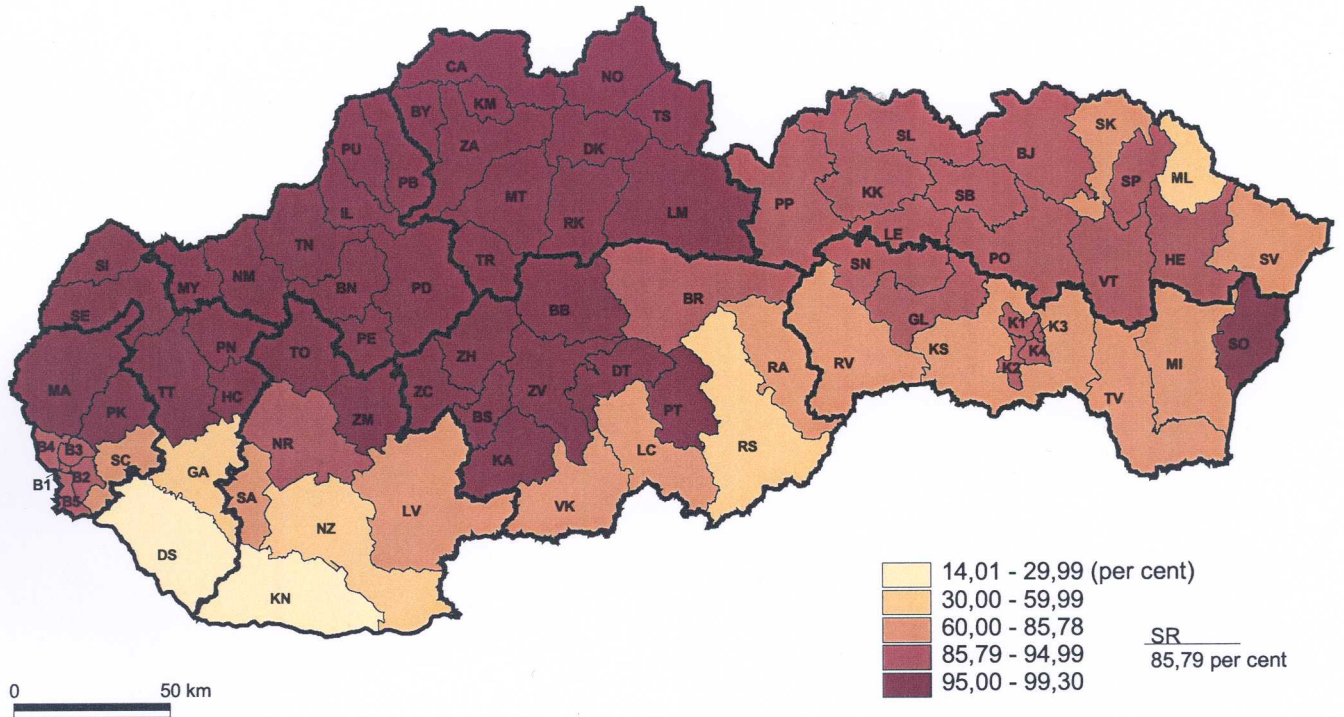 CA
NO
BY
KM
TS
ZA
DK
PU
PB
SL
SK
BJ
SP
ML
MT
RK
LM
PP
KK
SB
IL
TN
LE
TR
PO
VT
HE
SV
SI
MY
NM
BN
PD
SN
SE
BB
BR
GL
K1
K3
K4
K2
KS
PN
PE
TO
ZH
RV
RA
MI
SO
MA
TT
HC
ZC
ZV
DT
PT
TV
PK
ZM
BS
B4
B3
NR
RS
SC
KA
LC
B1
B2
GA
B5
SA
LV
VK
NZ
DS
KN
14,01 - 29,99 (per cent)
30,00 - 59,99
60,00 - 85,78
85,79 - 94,99
95,00 - 99,30
SR
85,79 per cent
0 50 km